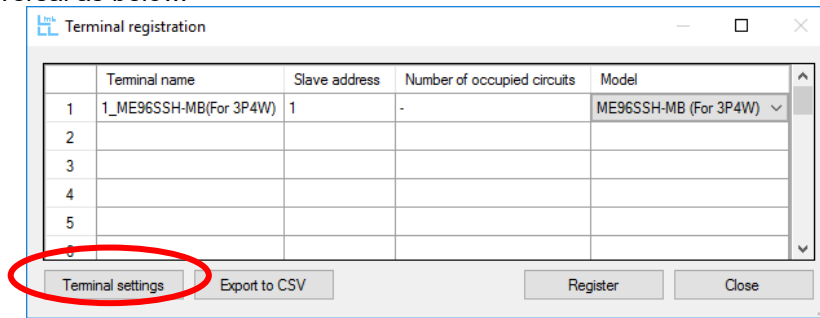 Terminal registration
Terminal name Slave address Number of occupied circuits Model
1 1_ME96SSH-MB(For 3P4W) 1 - ME96SSH-MB (For 3P4W)
2
3
4
5
Terminal settings Export to CSV Register Close